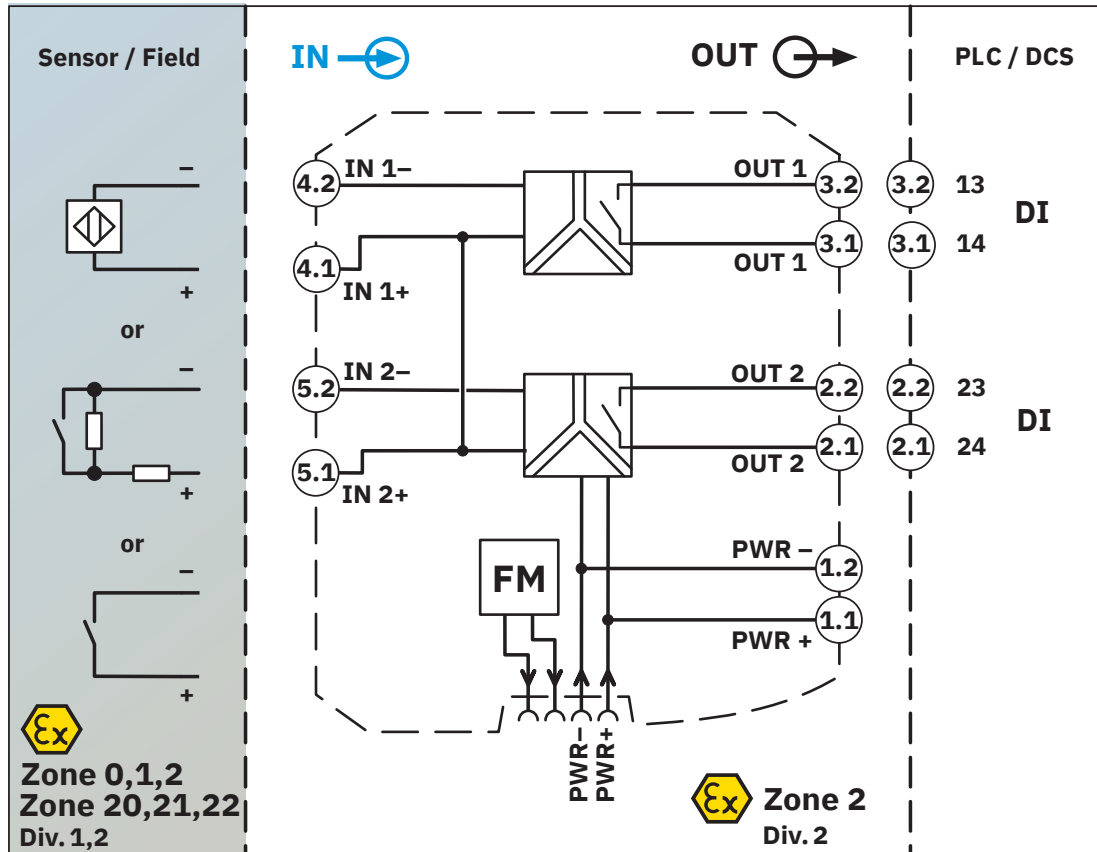 Sensor / Field
IN
OUT
PLC / DCS
–
+
or
–
+
or
–
+
Ex
Zone 0,1,2
Zone 20,21,22
Div. 1,2
4.2
IN 1–
4.1
IN 1+
5.2
IN 2–
5.1
IN 2+
OUT 1
3.2
3.1
OUT 1
OUT 2
2.2
2.1
OUT 2
FM
PWR –
1.2
1.1
PWR +
PWR–
PWR+
Ex
Zone 2
Div. 2
3.2
13
3.1
14
DI
2.2
23
2.1
24
DI